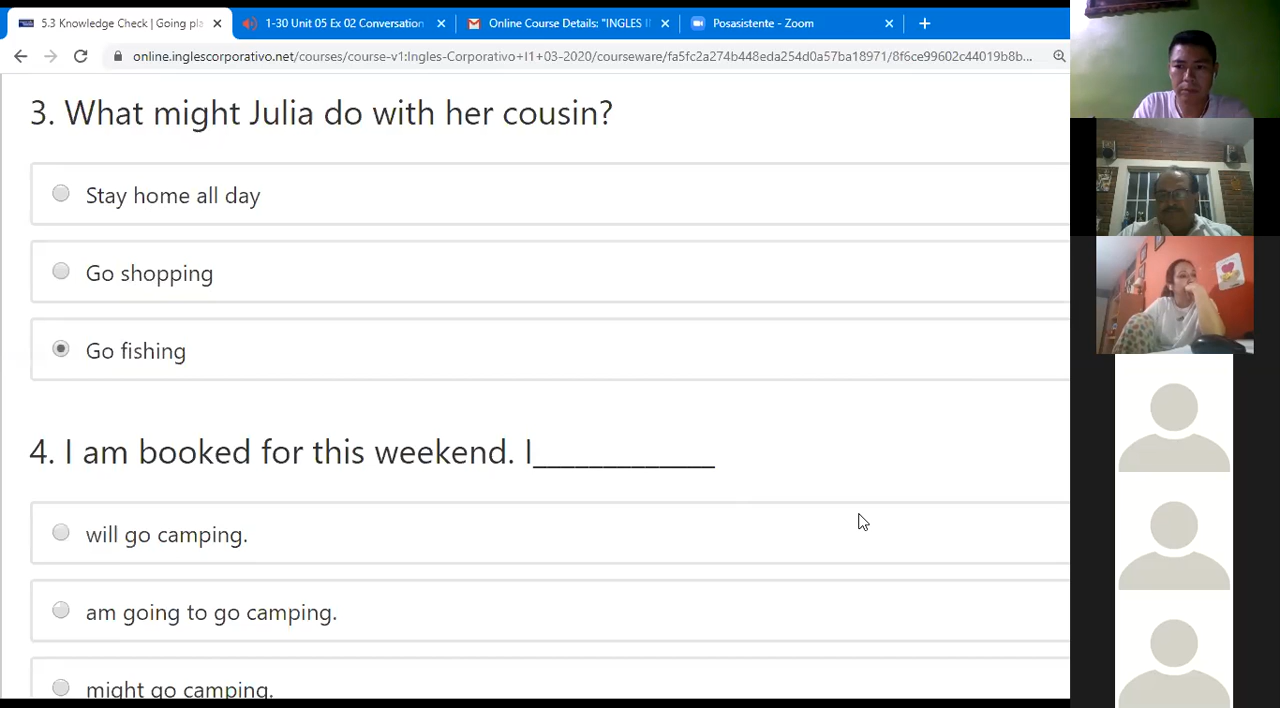 5.3 Knowledge Check | Going pla
1-30 Unit 05 Ex 02 Conversation
Online Course Details: "INGLES II
Posasistente - Zoom
online.inglescorporativo.net/courses/course-v1:Ingles-Corporativo+I1+03-2020/courseware/fa5fc2a274b448eda254d0a57ba18971/8f6ce99602c44019b8b...
3. What might Julia do with her cousin?
Stay home all day
Go shopping
Go fishing
4. I am booked for this weekend. I_____________
will go camping.
am going to go camping.
might go camping.